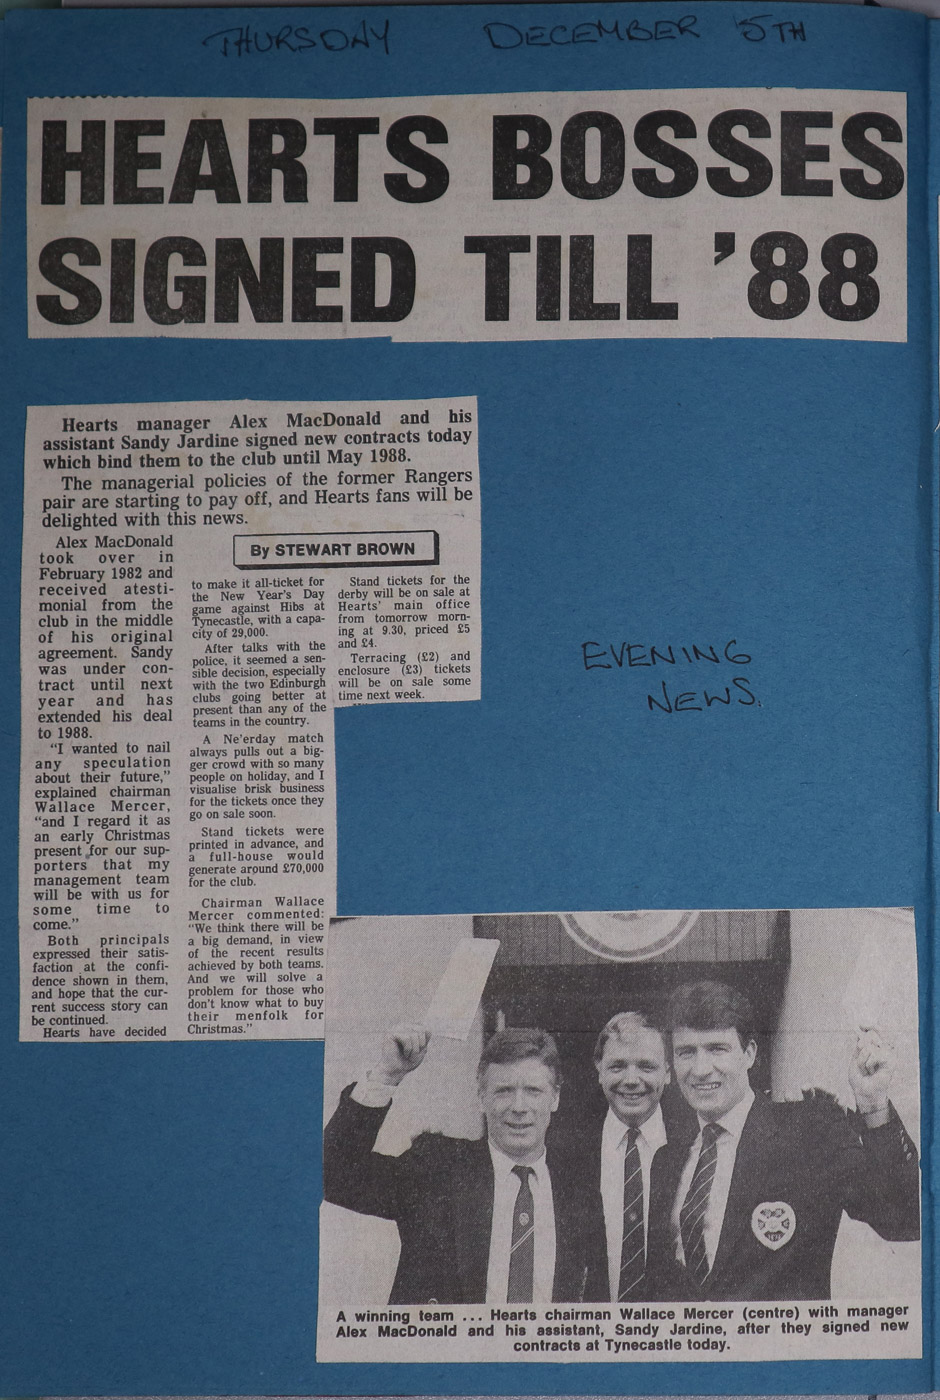 THURSDAY DECEMBER 5TH
HEARTS BOSSES
SIGNED TILL '88
Hearts manager Alex MacDonald and his
assistant Sandy Jardine signed new contracts today
which bind them to the club until May 1988.
The managerial policies of the former Rangers
pair are starting to pay off, and Hearts fans will be
delighted with this news.
By STEWART BROWN
Alex MacDonald
took over in
February 1982 and
received atesti-
monial from the
club in the middle
of his original
agreement. Sandy
was under con-
tract until next
year and has
extended his deal
to 1988.
"I wanted to nail
any speculation
about their future,"
explained chairman
Wallace Mercer,
"and I regard it as
an early Christmas
present for our sup-
porters that my
management team
will be with us for
some time to
come."
Both principals
expressed their satis-
faction at the confi-
dence shown in them,
and hope that the cur-
rent success story can
be continued.
Hearts have decided
to make it all-ticket for
the New Year's Day
game against Hibs at
Tynecastle, with a capa-
city of 29,000.
After talks with the
police, it seemed a sen-
sible decision, especially
with the two Edinburgh
clubs going better at
present than any of the
teams in the country.
A Ne'erday match
always pulls out a big-
ger crowd with so many
people on holiday, and I
visualise brisk business
for the tickets once they
go on sale soon.
Stand tickets were
printed in advance, and
a full-house would
generate around £70,000
for the club.
Chairman Wallace
Mercer commented:
"We think there will be
a big demand, in view
of the recent results
achieved by both teams.
And we will solve a
problem for those who
don't know what to buy
their menfolk for
Christmas."
Stand tickets for the
derby will be on sale at
Hearts' main office
from tomorrow morn-
ing at 9.30, priced £5
and £4.
Terracing (£2) and
enclosure (£3) tickets
will be on sale some
time next week.
EVENING
NEWS.
A winning team ... Hearts chairman Wallace Mercer (centre) with manager
Alex MacDonald and his assistant, Sandy Jardine, after they signed new
contracts at Tynecastle today.